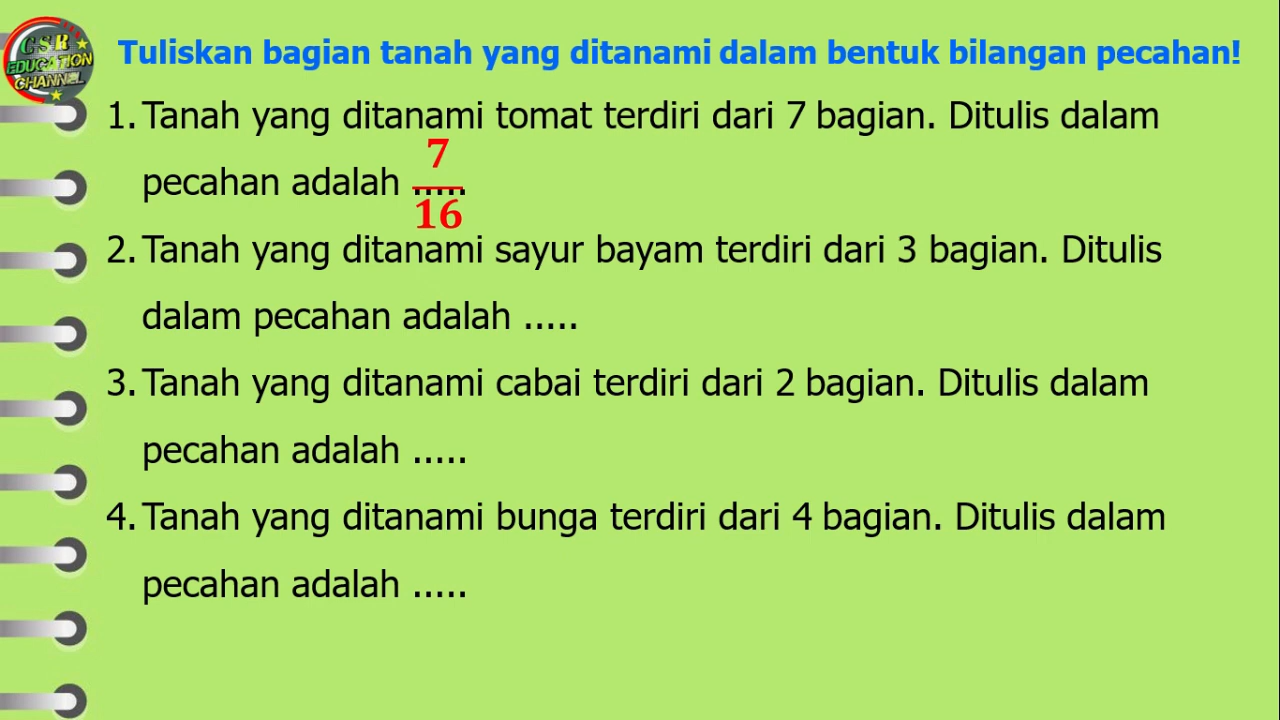 CSR
EDUCATION
CHANNEL
Tuliskan bagian tanah yang ditanami dalam bentuk bilangan pecahan!
1. Tanah yang ditanami tomat terdiri dari 7 bagian. Ditulis dalam
pecahan adalah ..... 7/16
2. Tanah yang ditanami sayur bayam terdiri dari 3 bagian. Ditulis
dalam pecahan adalah .....
3. Tanah yang ditanami cabai terdiri dari 2 bagian. Ditulis dalam
pecahan adalah .....
4. Tanah yang ditanami bunga terdiri dari 4 bagian. Ditulis dalam
pecahan adalah .....